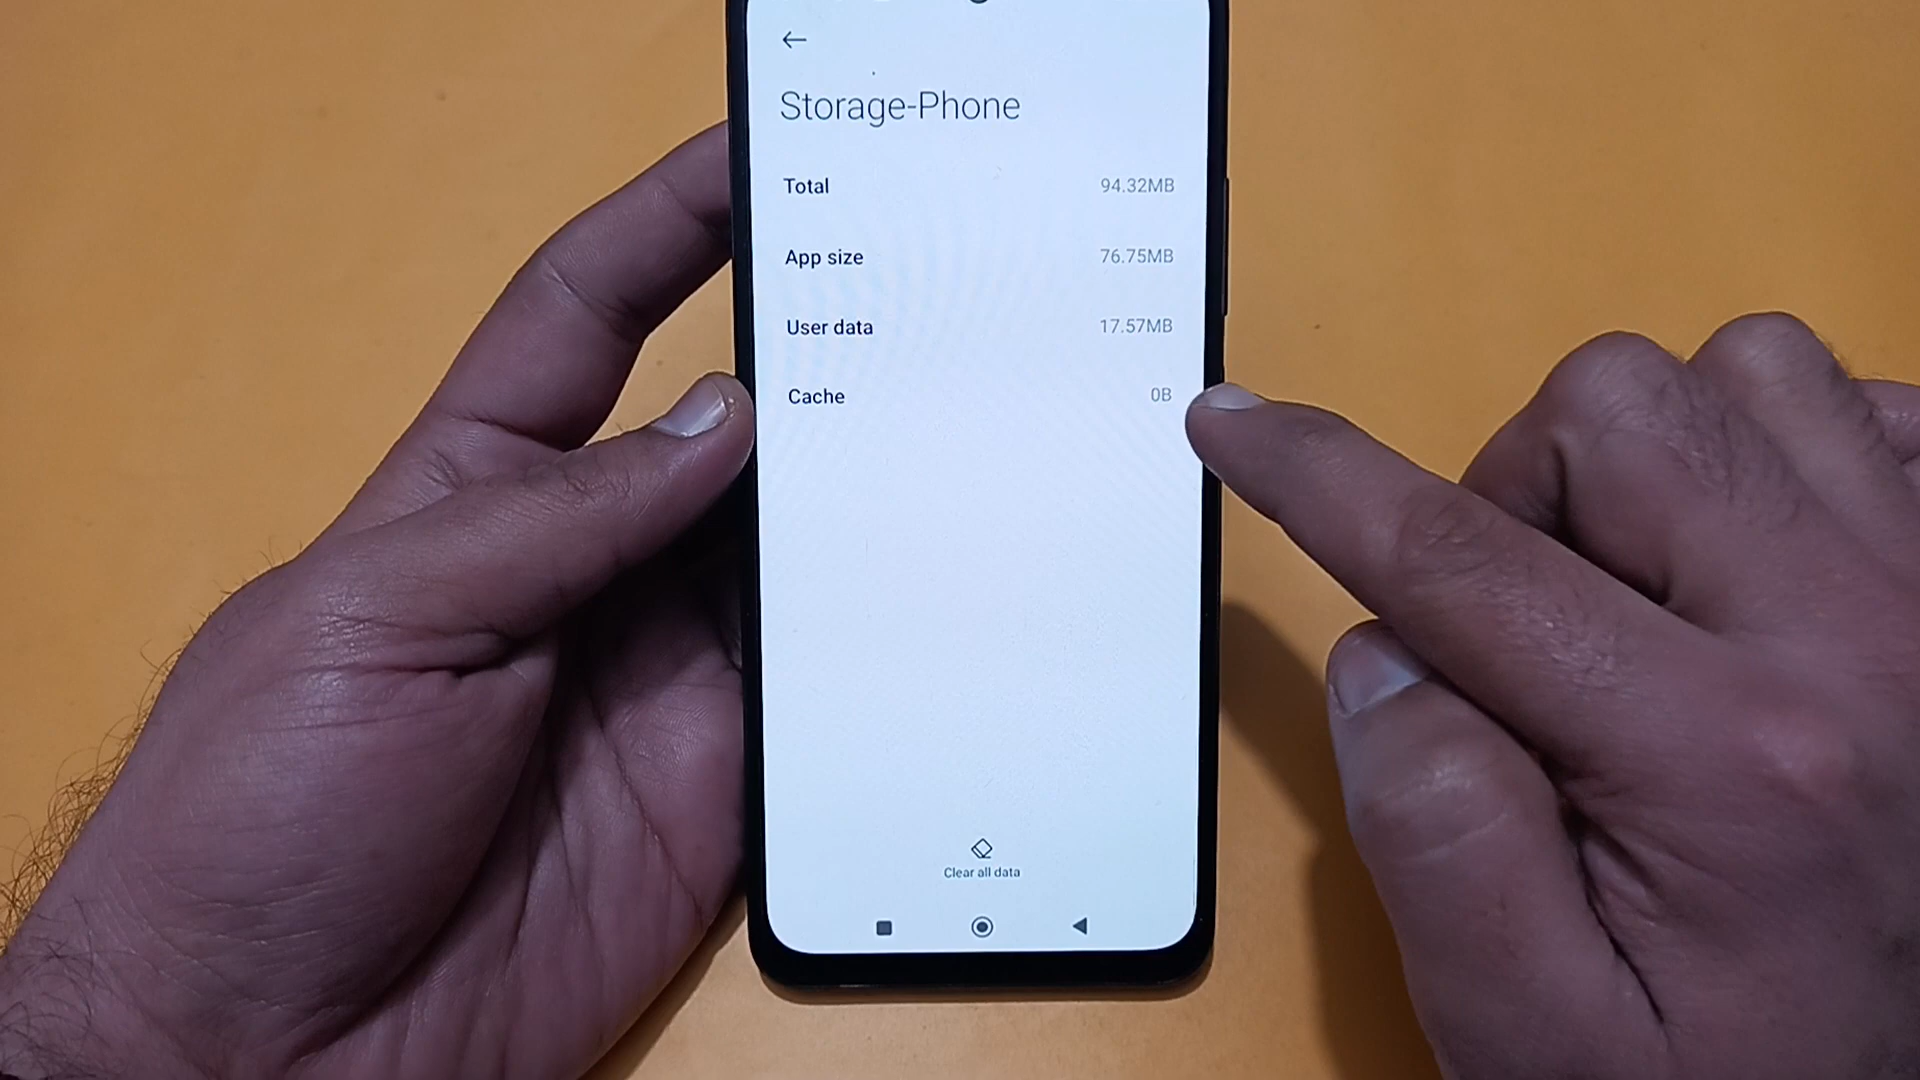 Storage-Phone
Total 94.32MB
App size 76.75MB
User data 17.57MB
Cache 0B
Clear all data